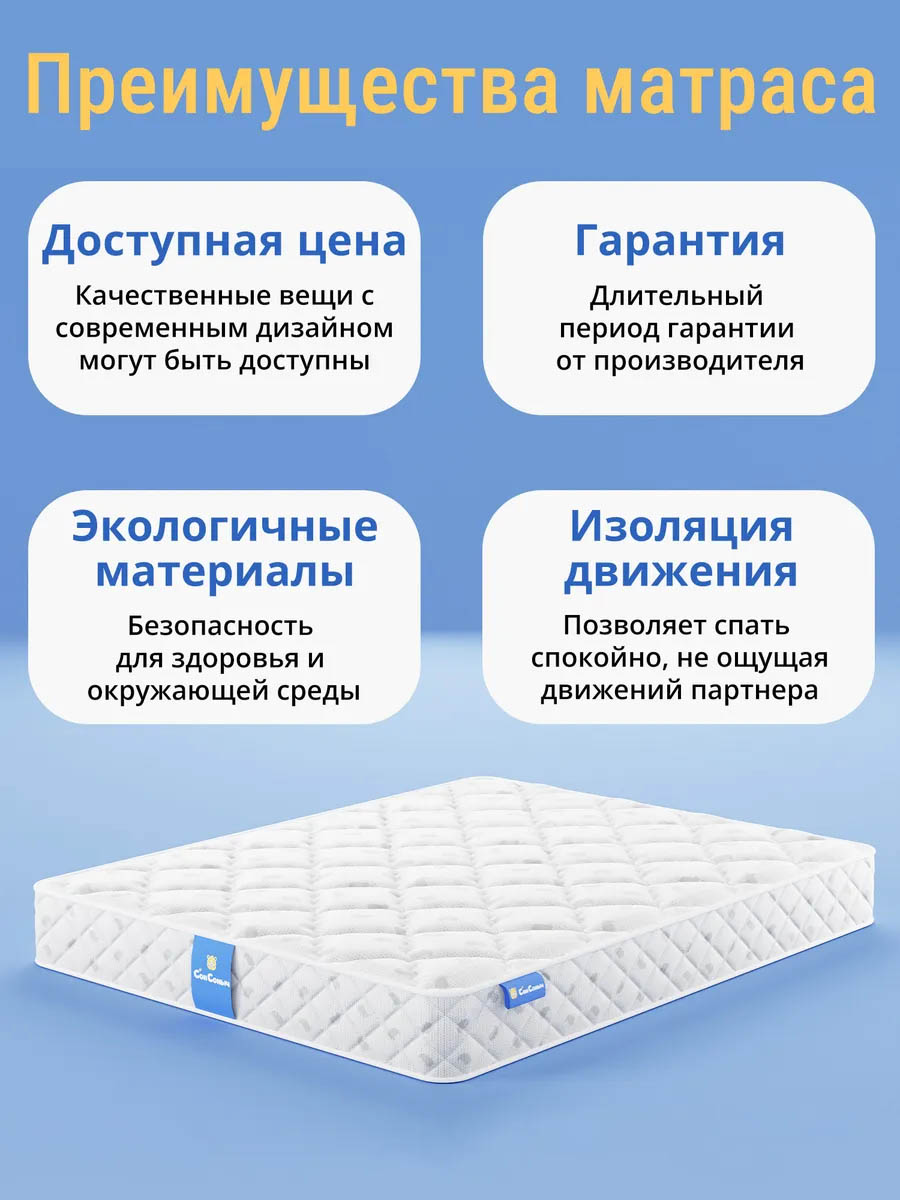 Преимущества матраса
Доступная цена
Качественные вещи с
современным дизайном
могут быть доступны
Гарантия
Длительный
период гарантии
от производителя
Экологичные
материалы
Безопасность
для здоровья и
окружающей среды
Изоляция
движения
Позволяет спать
спокойно, не ощущая
движений партнера